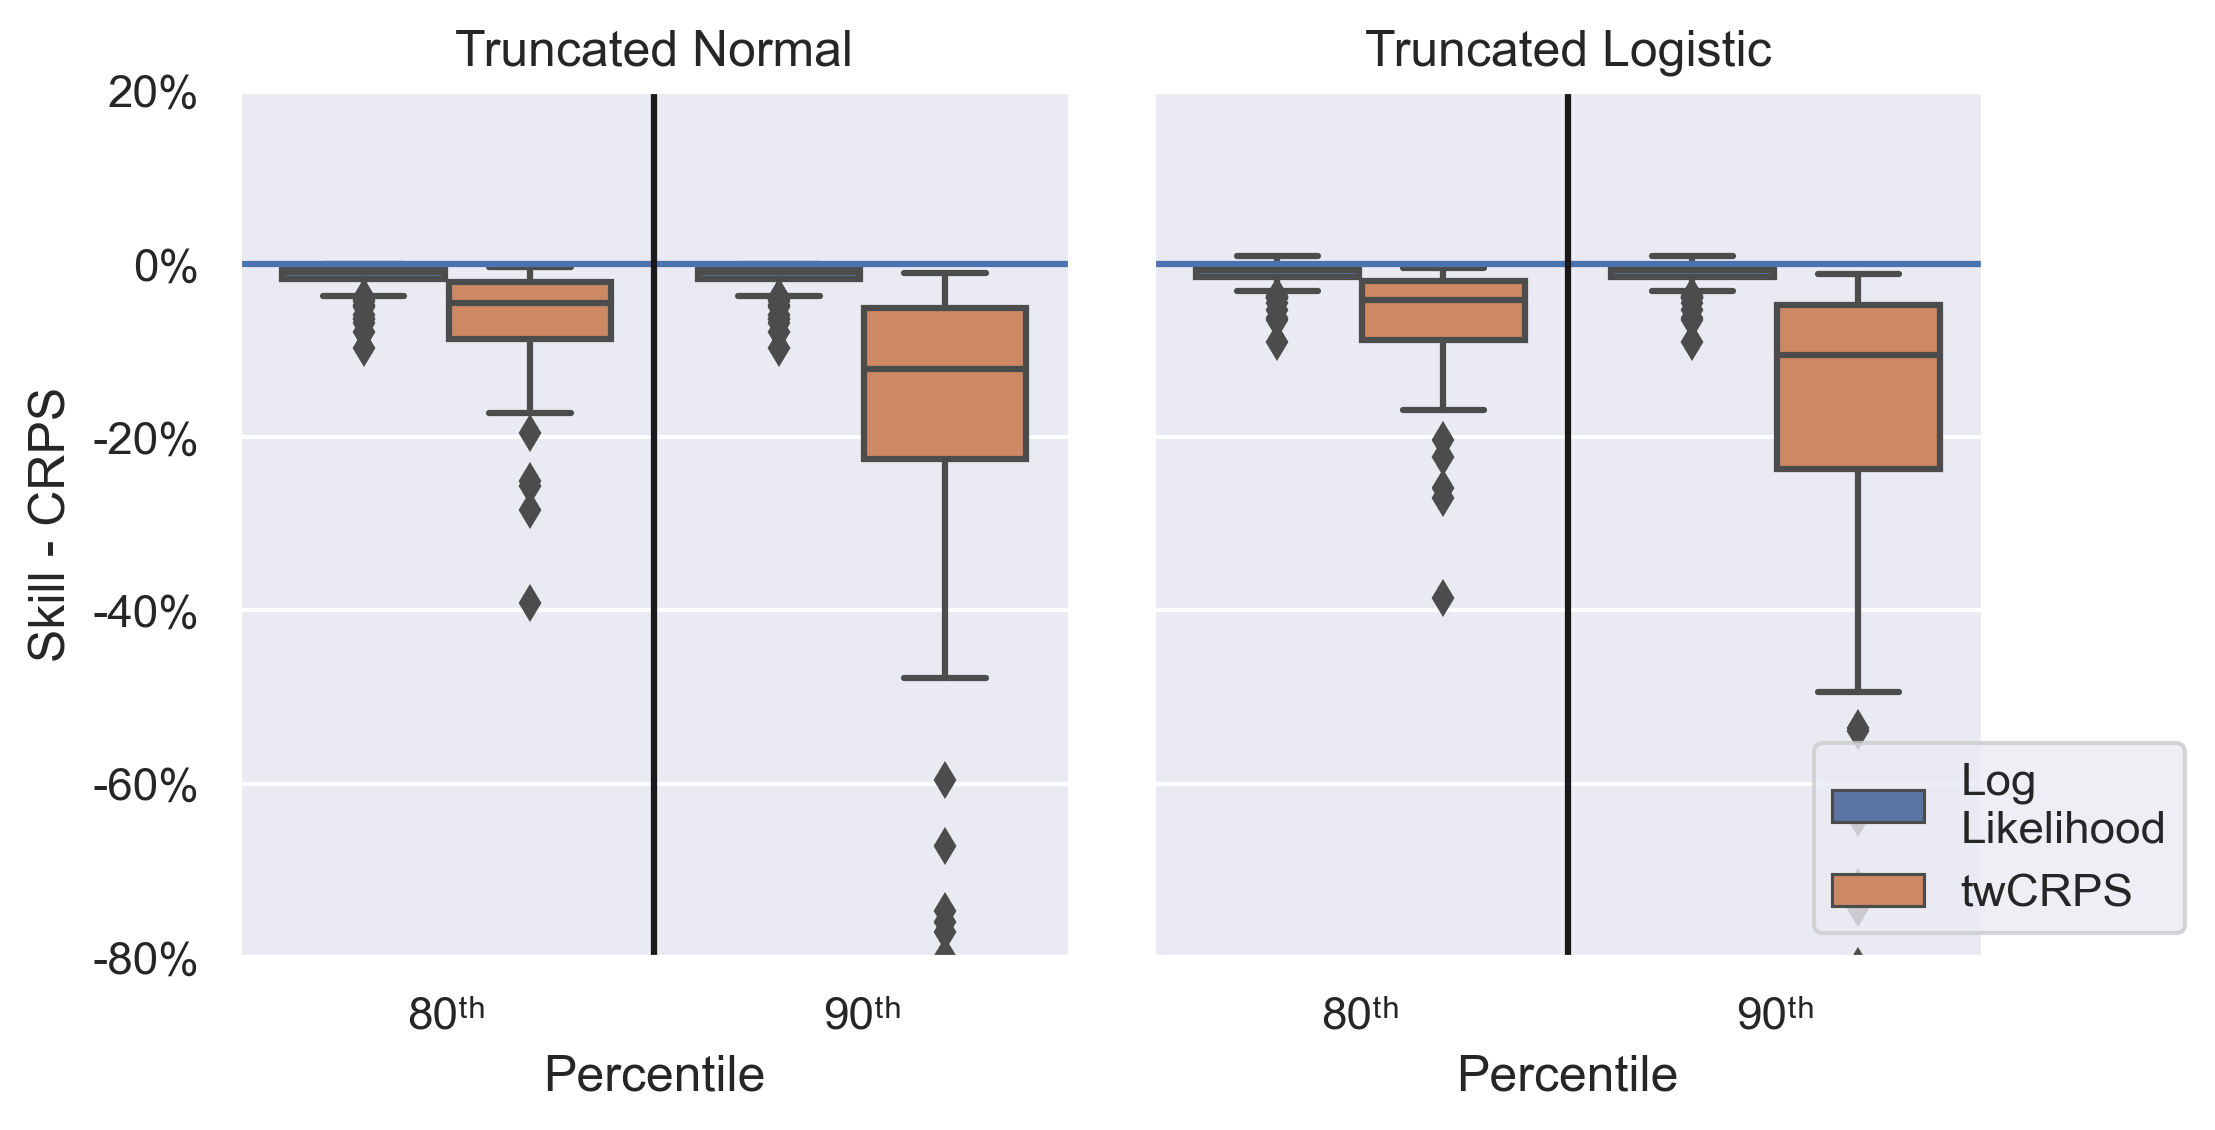 Truncated Normal
Truncated Logistic
20%
0%
-20%
-40%
-60%
-80%
Skill - CRPS
80th
90th
80th
90th
Percentile
Percentile
Log
Likelihood
twCRPS